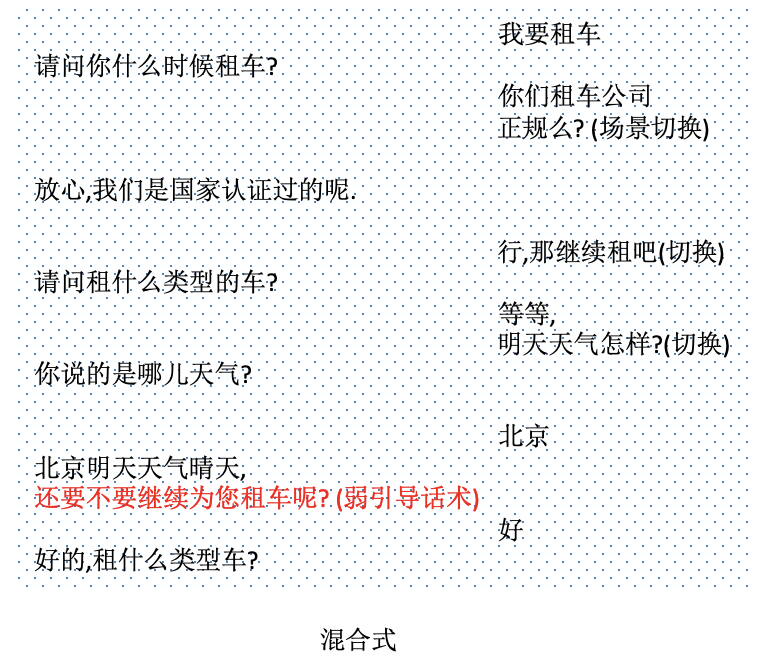 我要租车
请问你什么时候租车?
你们租车公司
正规么? (场景切换)
放心,我们是国家认证过的呢.
行,那继续租吧(切换)
请问租什么类型的车?
等等,
明天天气怎样?(切换)
你说的是哪儿天气?
北京
北京明天天气晴天,
还要不要继续为您租车呢? (弱引导话术)
好
好的,租什么类型车?
混合式